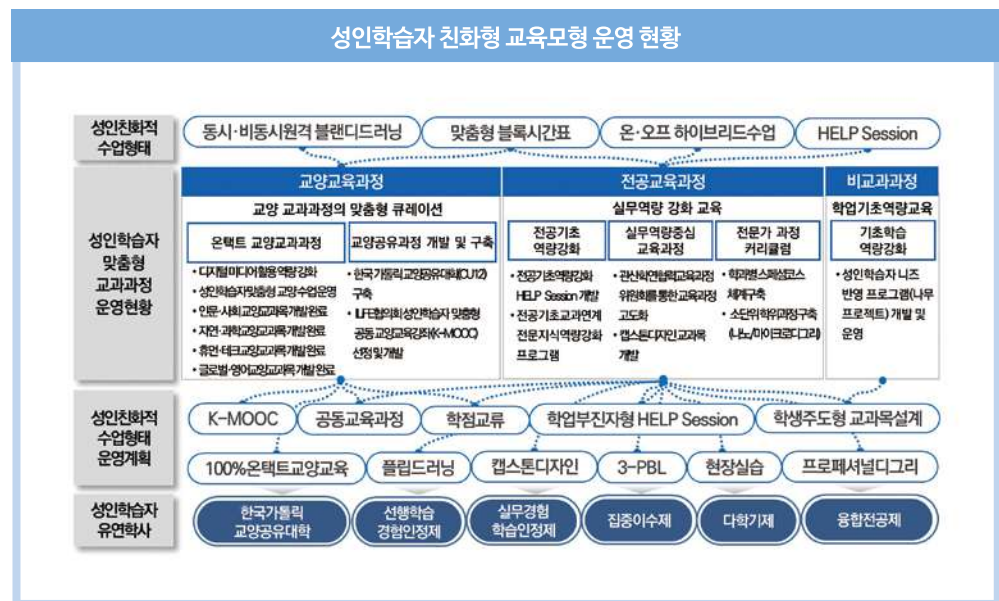 성인학습자 친화형 교육모형 운영 현황
성인친화적
수업형태
동시·비동시원격 블랜디드러닝
맞춤형 블록시간표
온·오프 하이브리드수업
HELP Session
성인학습자
맞춤형
교과과정
운영현황
교양교육과정
교양 교과과정의 맞춤형 큐레이션
온택트 교양교과과정
• 디지털미디어활용역량강화
• 성인학습자맞춤형 교양수업운영
• 인문·사회교양교과목개발완료
• 자연·과학교양교과목개발완료
• 휴먼·테크교양교과목개발완료
• 글로벌·영어교양교과목개발완료
교양공유과정 개발 및 구축
• 한국가톨릭교양공유대학(CU12)
구축
• LIFE협의회성인학습자 맞춤형
공동교양교육강좌(K-MOOC)
선정및개발
전공교육과정
실무역량 강화 교육
전공기초
역량강화
• 전공기초역량강화
HELP Session 개발
• 전공기초교과연계
전문지식역량강화
프로그램
실무역량중심
교육과정
• 관산학연협력교육과정
위원회를통한교육과정
고도화
• 캡스톤디자인교과목
개발
전문가 과정
커리큘럼
• 학과별스페셜코스
체계구축
• 소단위학위과정구축
(나노/마이크로디그리)
비교과과정
학업기초역량교육
기초학습
역량강화
• 성인학습자 니즈
반영 프로그램(나무
프로젝트) 개발 및
운영
성인친화적
수업형태
운영계획
K-MOOC
공동교육과정
학점교류
학업부진자형 HELP Session
학생주도형 교과목설계
100%온택트교양교육
플립드러닝
캡스톤디자인
3-PBL
현장실습
프로페셔널디그리
성인학습자
유연학사
한국가톨릭
교양공유대학
선행학습
경험인정제
실무경험
학습인정제
집중이수제
다학기제
융합전공제